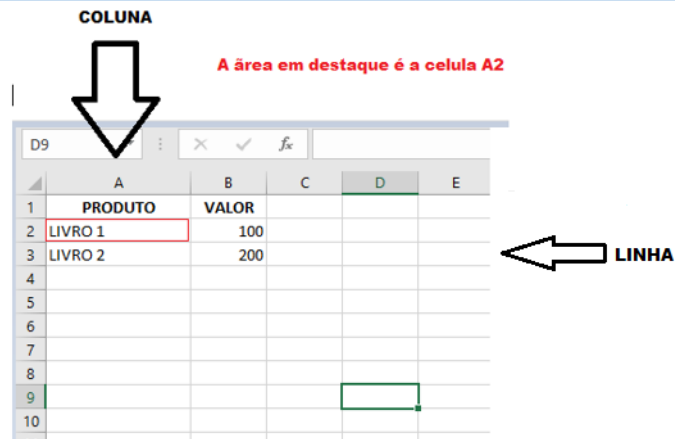 COLUNA
A ãrea em destaque é a celula A2
D9 fx
A B C D E
1 PRODUTO VALOR
2 LIVRO 1 100
3 LIVRO 2 200
LINHA
4
5
6
7
8
9
10